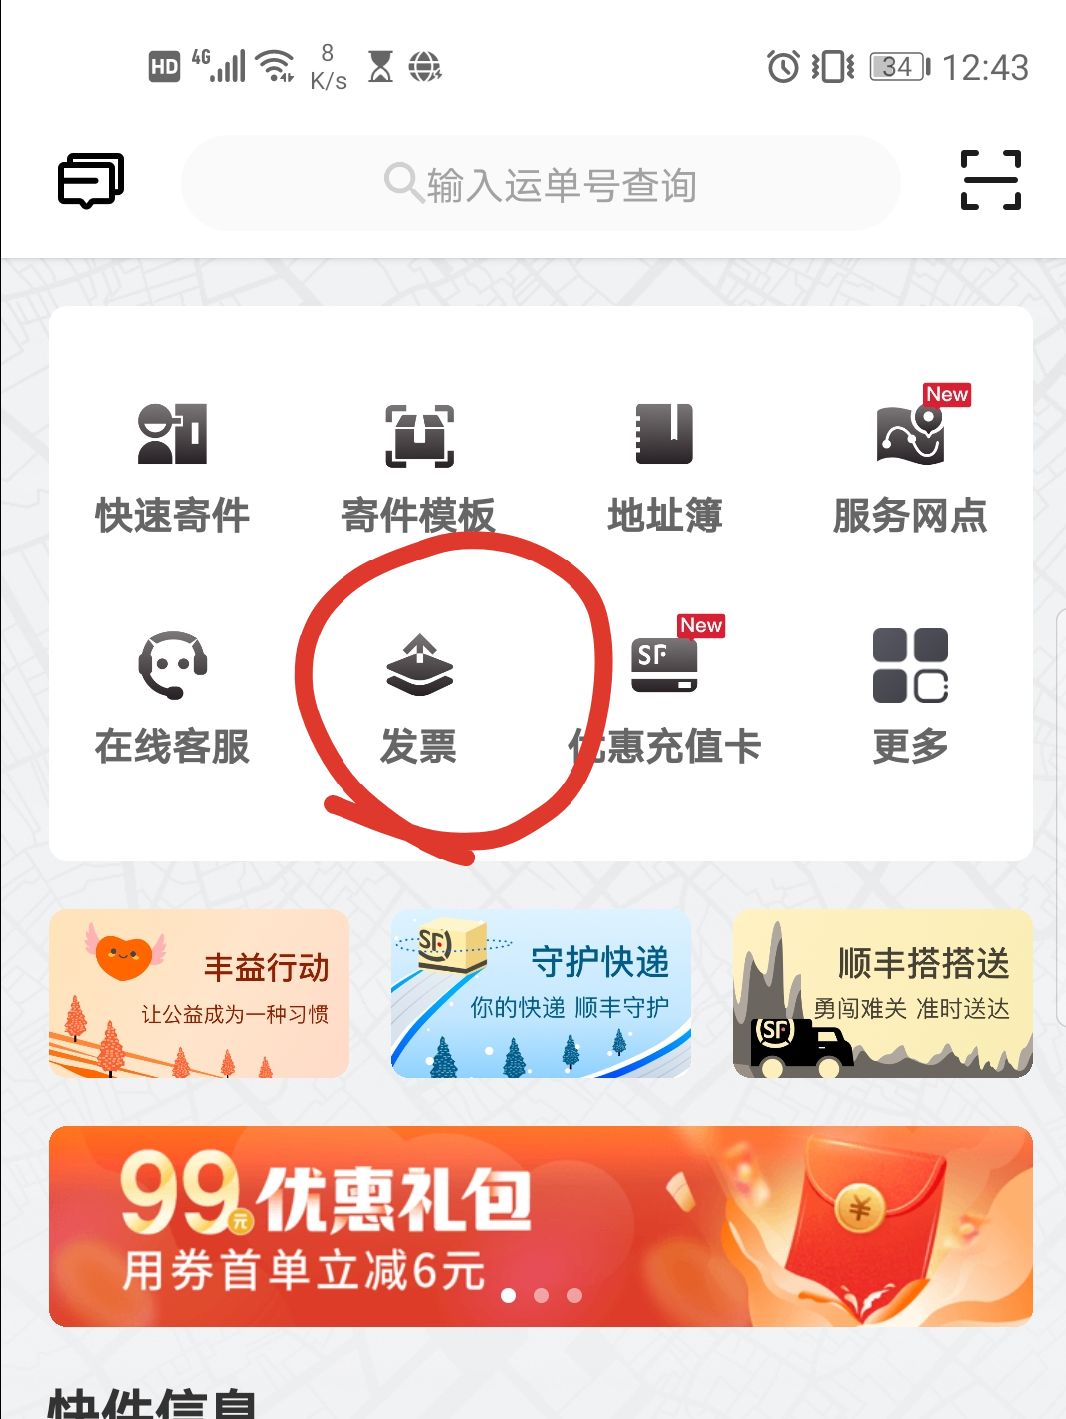 HD 4G 8 K/s 34 12:43
输入运单号查询
New
快速寄件 寄件模板 地址簿 服务网点
New
SF
在线客服 发票 优惠充值卡 更多
丰益行动
让公益成为一种习惯
SF
守护快递
你的快递 顺丰守护
顺丰搭搭送
勇闯难关 准时送达
SF
99元优惠礼包
用券首单立减6元
¥
快件信息